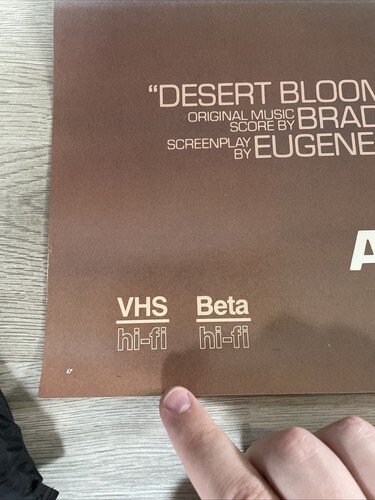 "DESERT BLOOM
ORIGINAL MUSIC
SCORE BY BRAD
SCREENPLAY
BY EUGENE
A
VHS Beta
hi-fi hi-fi